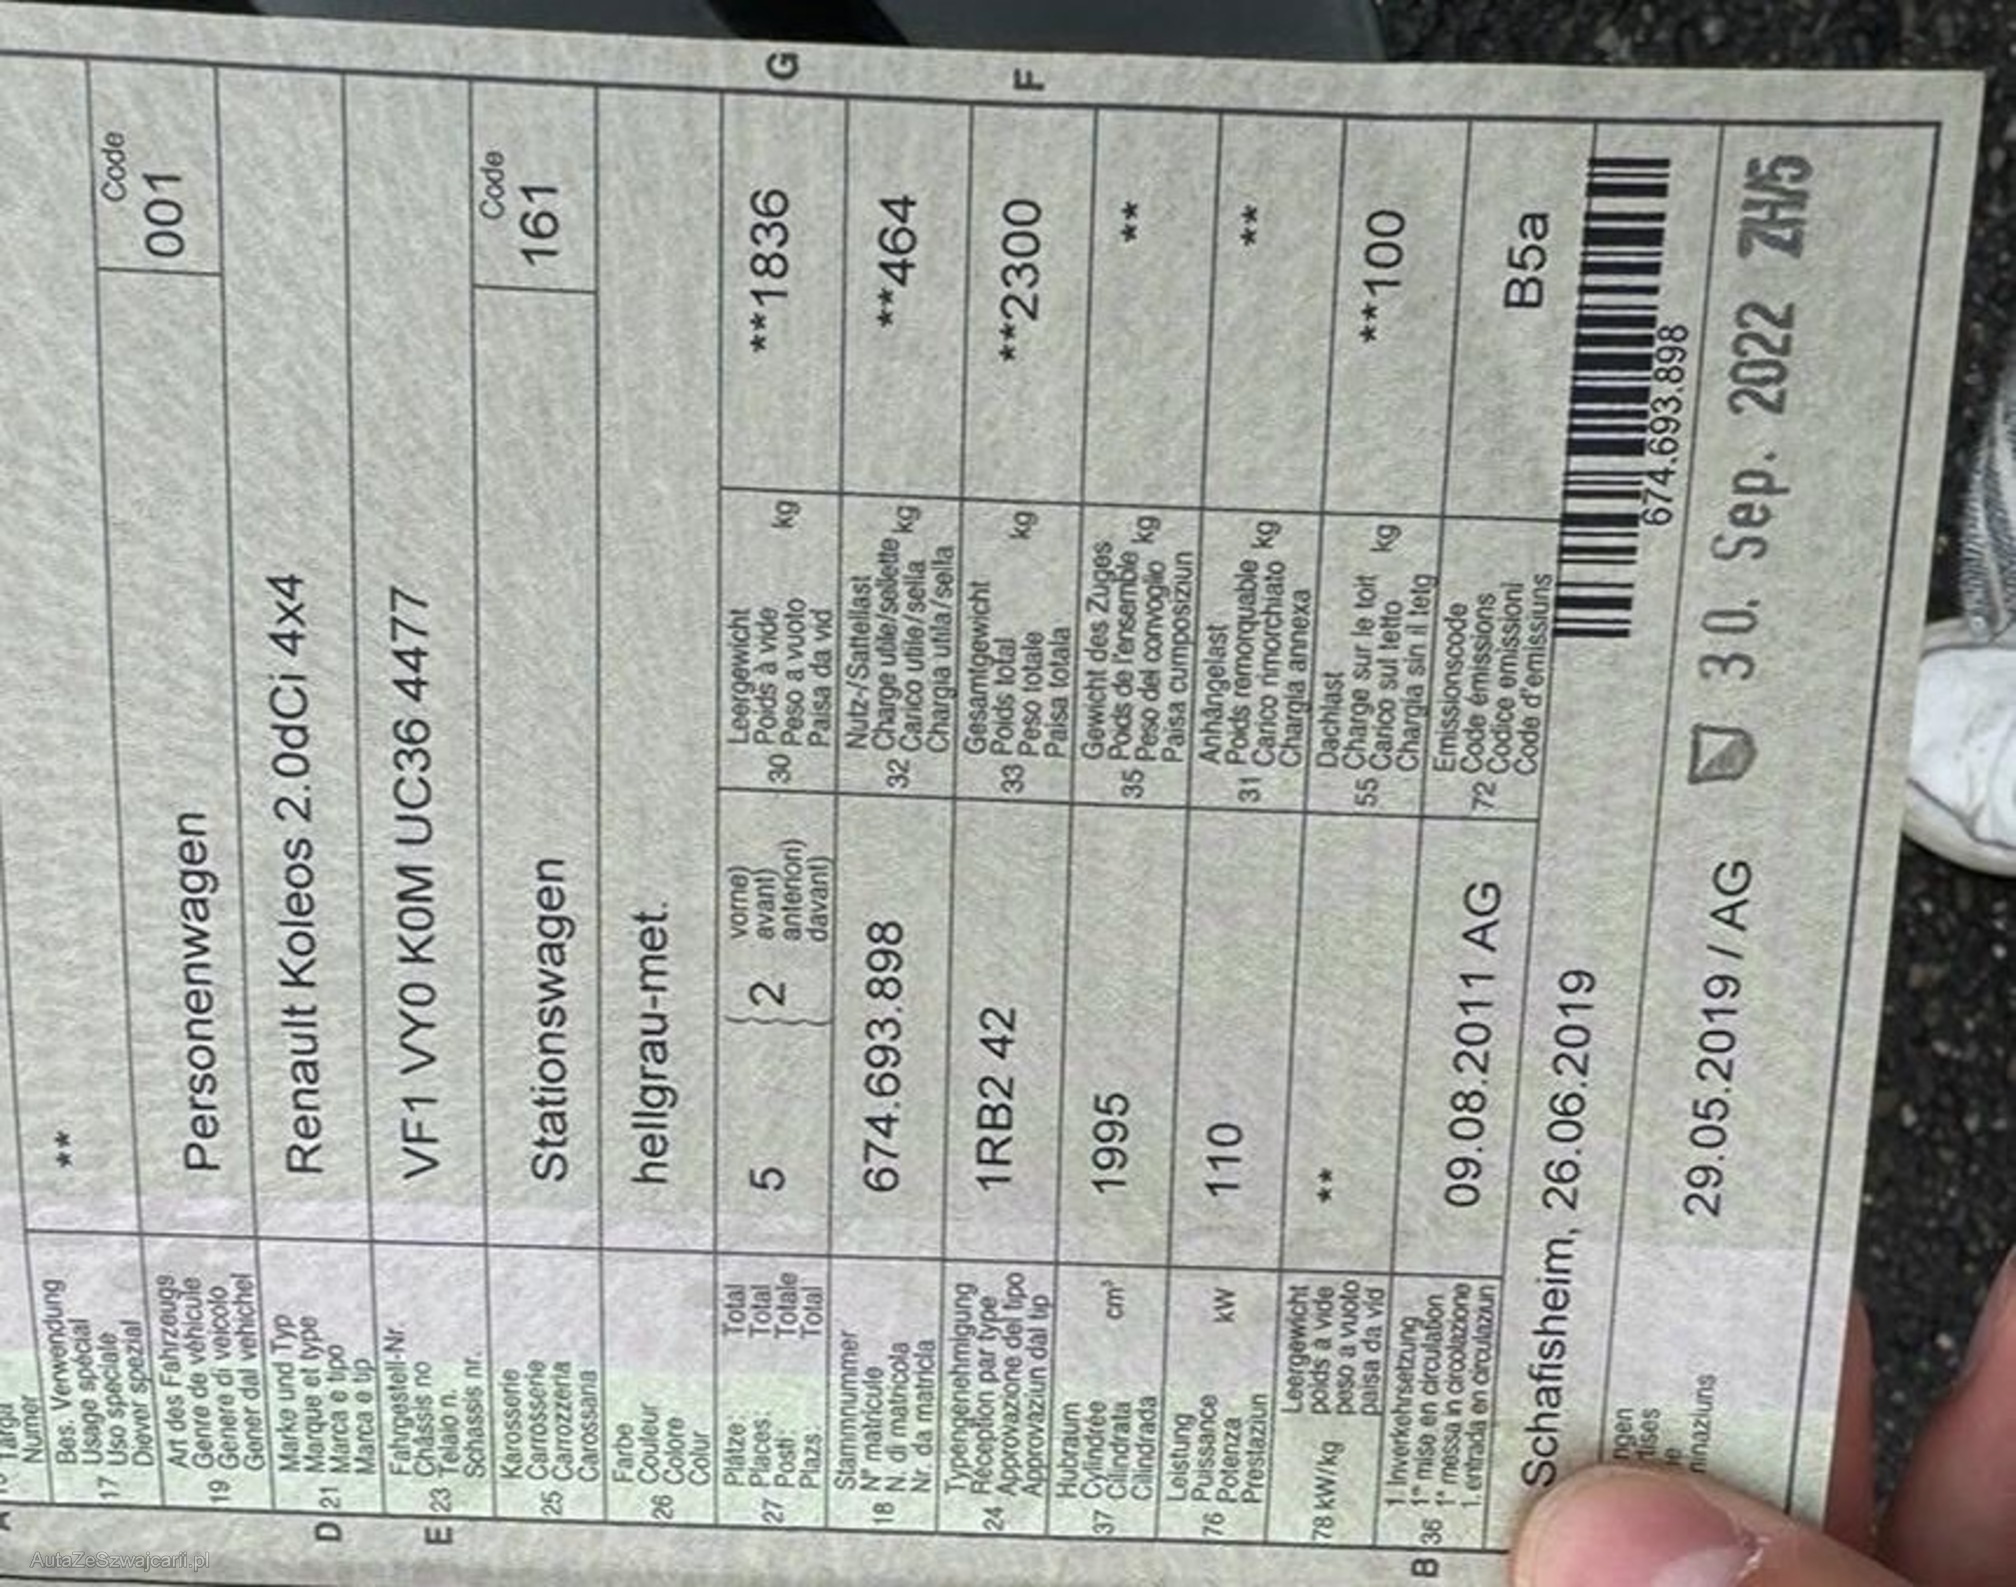 Numer
17
Bes. Verwendung
Usage spécial
Uso speciale
Diever spezial
**
19
Art des Fahrzeugs
Genre de véhicule
Genere di veicolo
Gener dal vehichel
Personenwagen
Code
001
D 21
Marke und Typ
Marque et type
Marca e tipo
Marca e tip
Renault Koleos 2.0dCi 4x4
E 23
Fahrgestell-Nr.
Châssis no
Telaio n.
Schassis nr.
VF1 VY0 K0M UC36 4477
25
Karosserie
Carrosserie
Carrozzeria
Carossaria
Stationswagen
Code
161
26
Farbe
Couleur
Colore
Colur
hellgrau-met.
27
Plätze: Total
Places: Total
Posti: Totale
Plazs: Total
5
2
vorne)
avant)
anteriori)
davant)
30
Leergewicht
Poids à vide
Peso a vuoto kg
Paisa da vid
**1836
G
18
Stammnummer
N° matricule
N. di matricola
Nr. da matricla
674.693.898
32
Nutz-/Sattellast
Charge utile/sellette
Carico utile/sella kg
Chargia utila/sella
**464
24
Typengenehmigung
Réception par type
Approvazione del tipo
Approvaziun dal tip
1RB2 42
33
Gesamtgewicht
Poids total
Peso totale kg
Paisa totala
**2300
F
37
Hubraum
Cylindrée
Cilindrata cm³
Cilindrada
1995
35
Gewicht des Zuges
Poids de l'ensemble
Peso del convoglio kg
Paisa cumposiziun
**
76
Leistung
Puissance
Potenza kW
Prestaziun
110
31
Anhängelast
Poids remorquable
Carico rimorchiato kg
Chargia annexa
**
78 kW/kg
Leergewicht
poids à vide
peso a vuoto
paisa da vid
**
55
Dachlast
Charge sur le toit
Carico sul tetto kg
Chargia sin il tetg
**100
B 36
1. Inverkehrsetzung
1re mise en circulation
1a messa in circolazione
1. entrada en circulaziun
09.08.2011 AG
72
Emissionscode
Code émissions
Codice emissioni
Code d'emissiuns
B5a
Schafisheim, 26.06.2019
674.693.898
29.05.2019 / AG
30. Sep. 2022 ZH/5
AutaZeSzwajcarii.pl